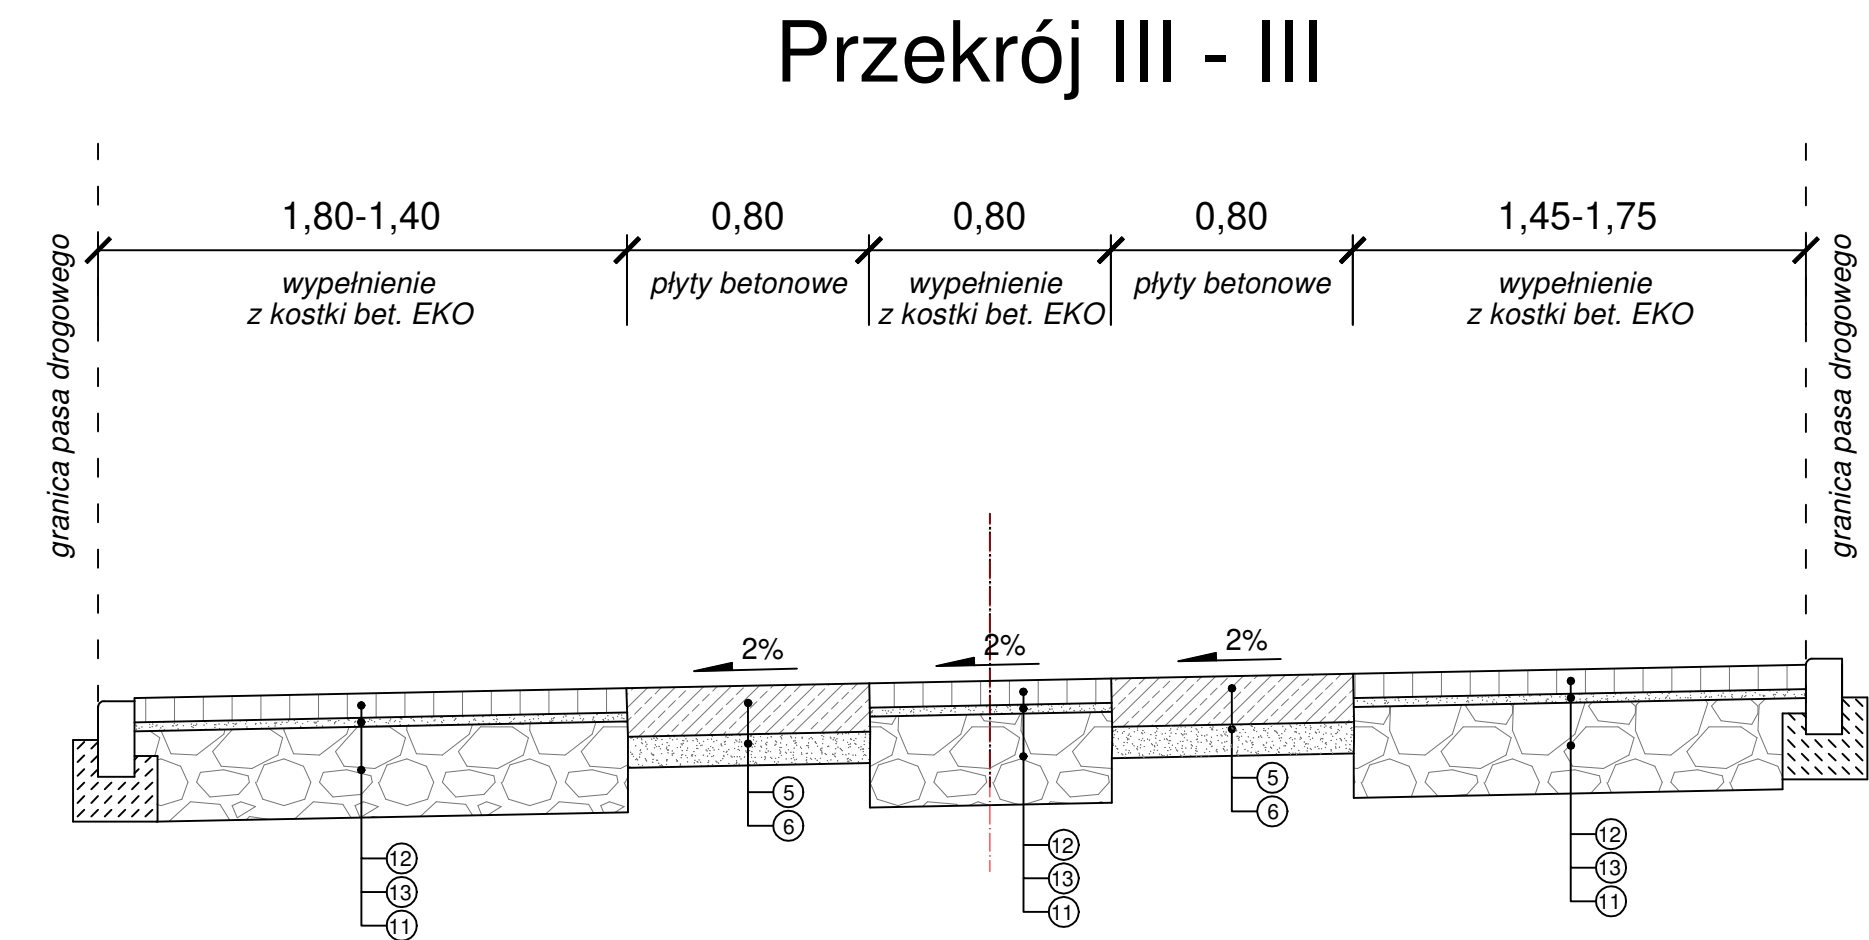 Przekrój III - III
1,80-1,40
0,80
0,80
0,80
1,45-1,75
wypełnienie
z kostki bet. EKO
płyty betonowe
wypełnienie
z kostki bet. EKO
płyty betonowe
wypełnienie
z kostki bet. EKO
granica pasa drogowego
granica pasa drogowego
2%
2%
2%
5
6
5
6
12
13
11
12
13
11
12
13
11